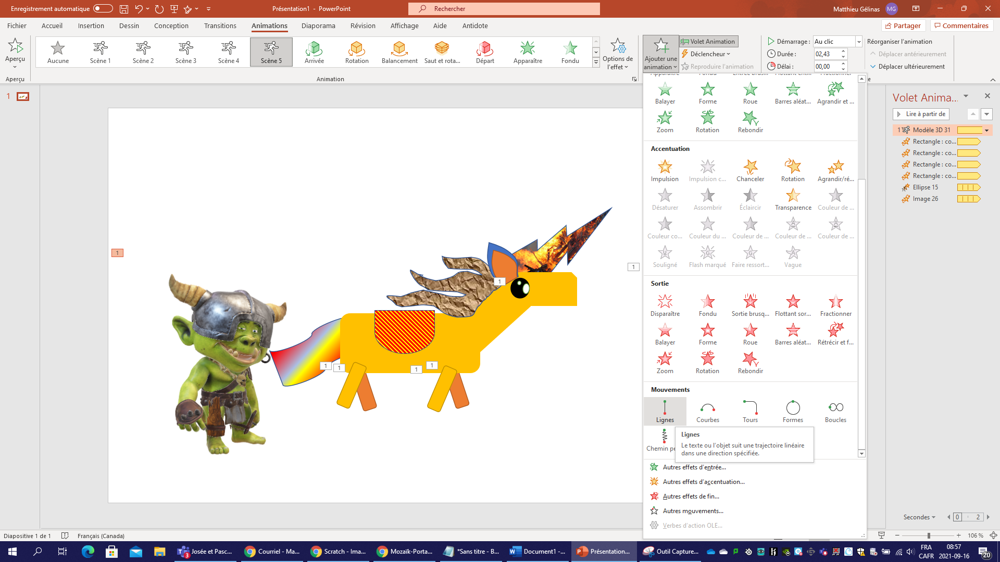 Enregistrement automatique
Présentation1 - PowerPoint
Rechercher
Matthieu Gélinas
MG
Fichier Accueil Insertion Dessin Conception Transitions Animations Diaporama Révision Affichage Aide Antidote
Partager
Commentaires
Aperçu
Aucune Scène 1 Scène 2 Scène 3 Scène 4 Scène 5 Arrivée Rotation Balancement Saut et rota... Départ Apparaître Fondu
Options de
l'effet
Ajouter une
animation
Volet Animation
Déclencheur
Reproduire l'animation
Démarrage : Au clic
Durée : 02,43
Délai : 00,00
Réorganiser l'animation
Déplacer antérieurement
Déplacer ultérieurement
Aperçu
Animation
Balayer Forme Roue Barres aléat... Agrandir et ...
Zoom Rotation Rebondir
Accentuation
Impulsion Impulsion c... Chanceler Rotation Agrandir/ré...
Désaturer Assombrir Éclaircir Transparence Couleur de ...
Couleur co... Couleur du ... Couleur de ... Couleur de ... Couleur de ...
Souligné Flash marqué Faire ressort... Vague
Sortie
Disparaître Fondu Sortie brusq... Flottant sor... Fractionner
Balayer Forme Roue Barres aléat... Rétrécir et f...
Zoom Rotation Rebondir
Mouvements
Lignes Courbes Tours Formes Boucles
Chemin pe
Lignes
Le texte ou l'objet suit une trajectoire linéaire
dans une direction spécifiée.
Autres effets d'entrée...
Autres effets d'accentuation...
Autres effets de fin...
Autres mouvements...
Verbes d'action OLE...
Volet Anima...
Lire à partir de
1 Modèle 3D 31
Rectangle : co...
Rectangle : co...
Rectangle : co...
Rectangle : co...
Ellipse 15
Image 26
Secondes 0 2
1
1
1
1
1
1
1
1
Diapositive 1 de 1
Français (Canada)
106 %
Josée et Pasc...
3
Courriel - Ma...
Scratch - Ima...
Mozaïk-Porta...
*Sans titre - B...
Document1 -...
Présentation...
Outil Capture...
FRA
CAFR
08:57
2021-09-16
20